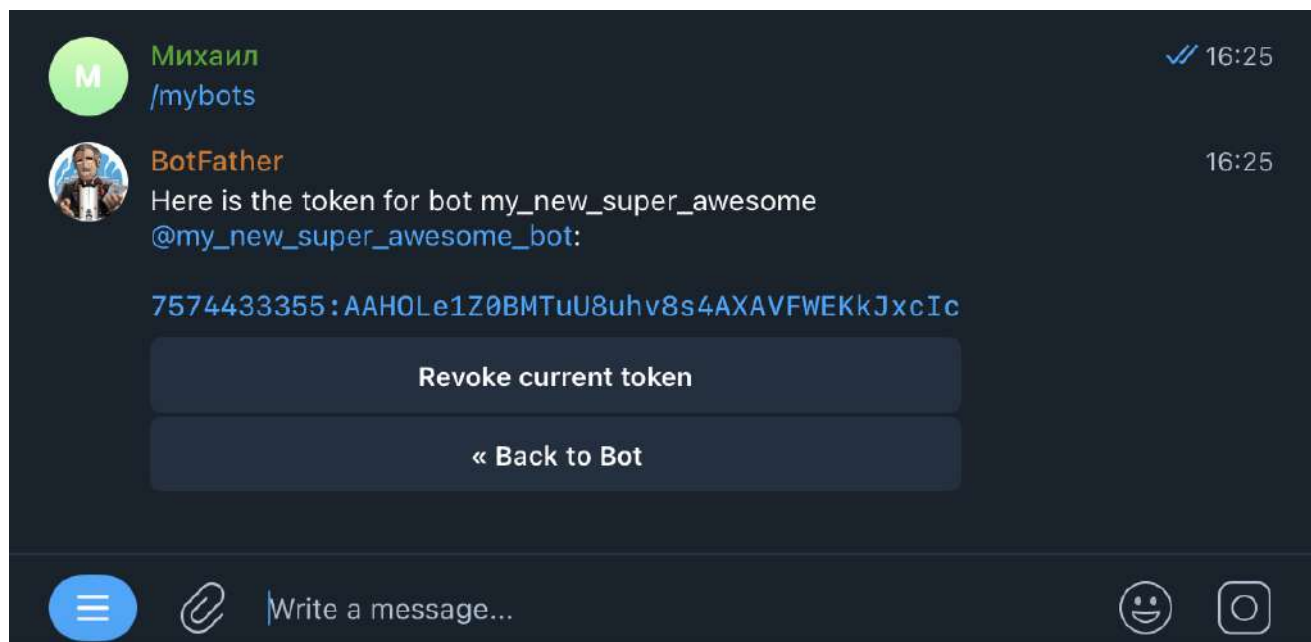 М
Михаил
16:25
/mybots
BotFather
16:25
Here is the token for bot my_new_super_awesome
@my_new_super_awesome_bot:
7574433355:AAHOLe1Z0BMTuU8uhv8s4AXAVFWEKkJxcIc
Revoke current token
« Back to Bot
Write a message...